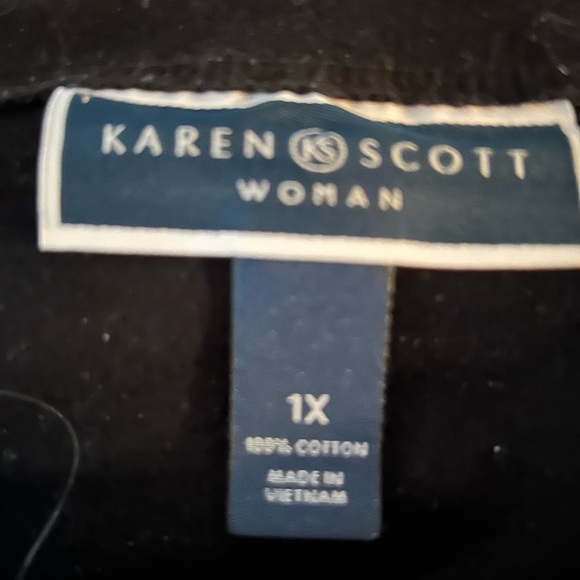 KAREN KS SCOTT
WOMAN
1X
100% COTTON
MADE IN
VIETNAM